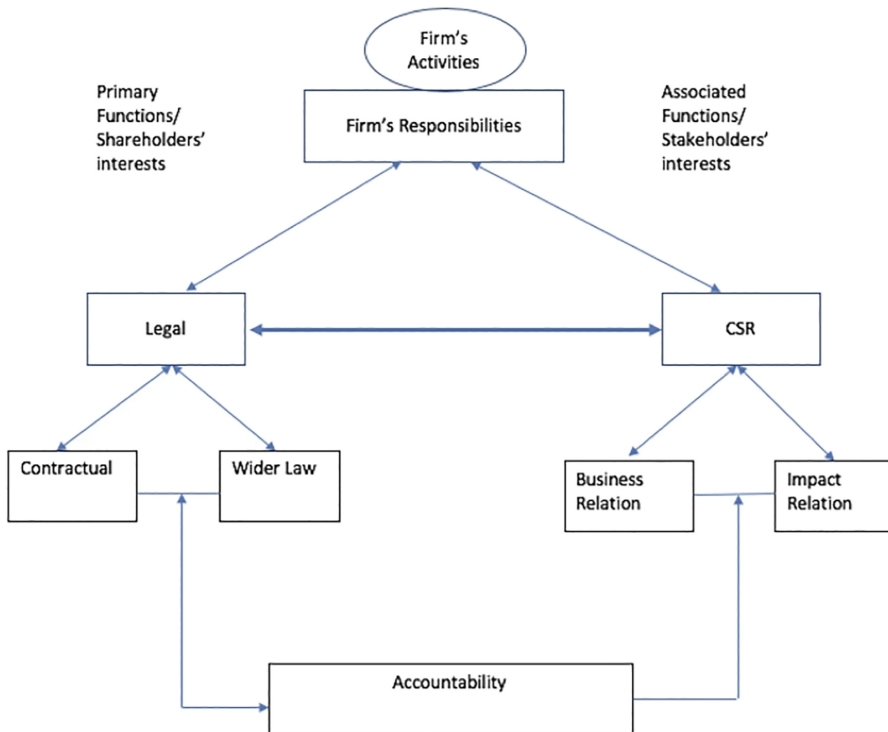 Firm's
Activities
Primary
Functions/
Shareholders'
interests
Firm's Responsibilities
Associated
Functions/
Stakeholders'
interests
Legal
CSR
Contractual
Wider Law
Business
Relation
Impact
Relation
Accountability